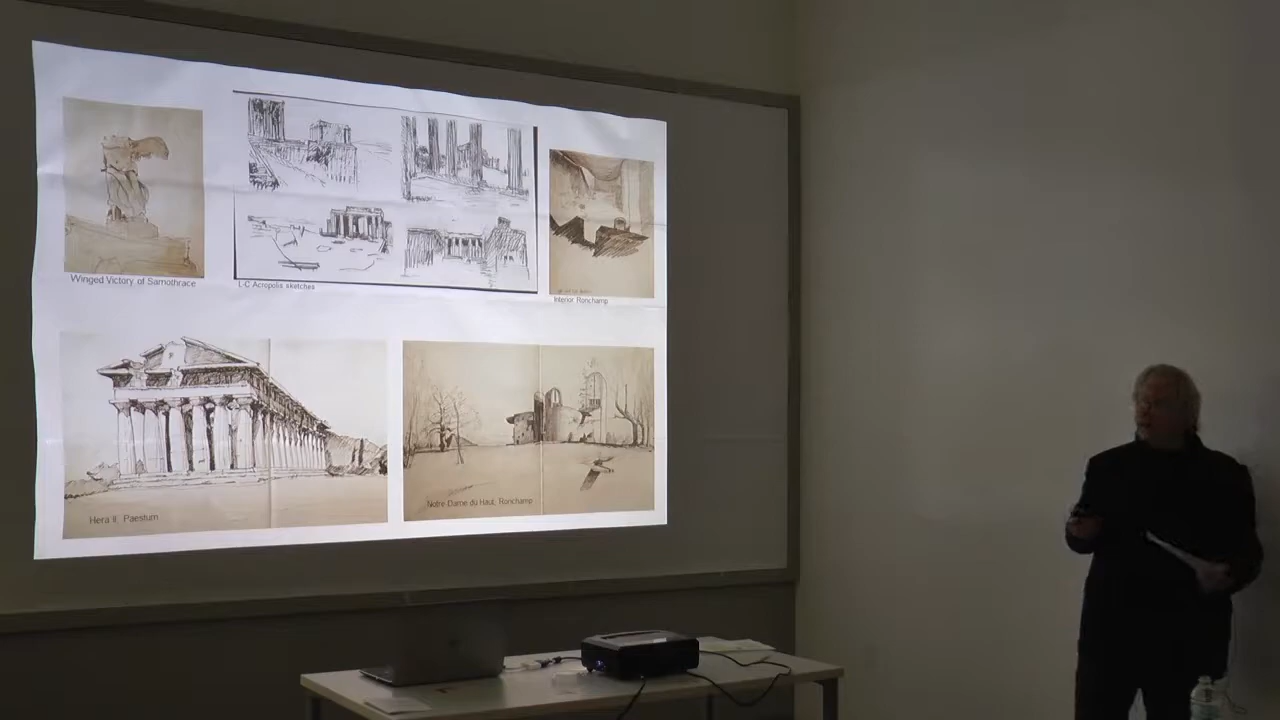 Winged Victory of Samothrace
L-C Acropolis sketches
Interior Ronchamp
Hera II, Paestum
Notre-Dame du Haut, Ronchamp